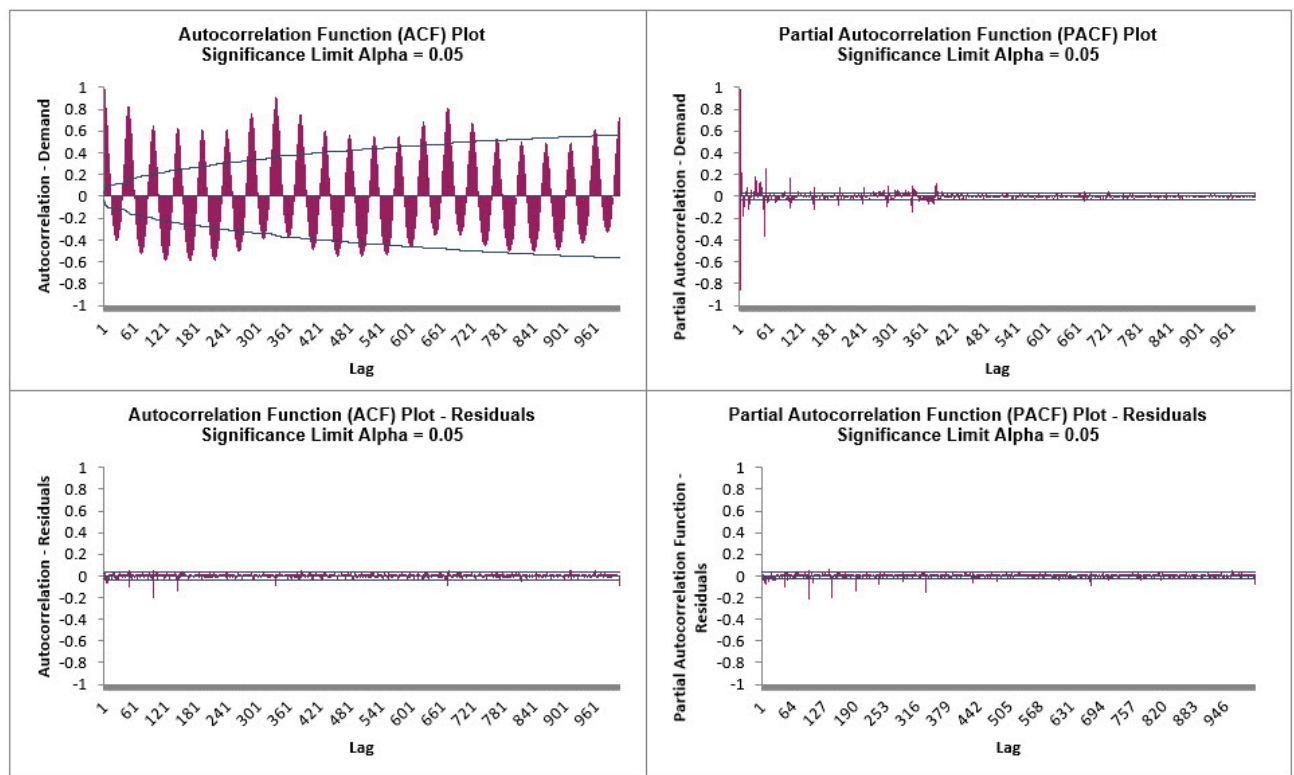 Autocorrelation Function (ACF) Plot
Significance Limit Alpha = 0.05
Autocorrelation - Demand
1
0.8
0.6
0.4
0.2
0
-0.2
-0.4
-0.6
-0.8
-1
1 61 121 181 241 301 361 421 481 541 601 661 721 781 841 901 961
Lag
Partial Autocorrelation Function (PACF) Plot
Significance Limit Alpha = 0.05
Partial Autocorrelation - Demand
1
0.8
0.6
0.4
0.2
0
-0.2
-0.4
-0.6
-0.8
-1
1 61 121 181 241 301 361 421 481 541 601 661 721 781 841 901 961
Lag
Autocorrelation Function (ACF) Plot - Residuals
Significance Limit Alpha = 0.05
Autocorrelation - Residuals
1
0.8
0.6
0.4
0.2
0
-0.2
-0.4
-0.6
-0.8
-1
1 61 121 181 241 301 361 421 481 541 601 661 721 781 841 901 961
Lag
Partial Autocorrelation Function (PACF) Plot - Residuals
Significance Limit Alpha = 0.05
Partial Autocorrelation Function -
Residuals
1
0.8
0.6
0.4
0.2
0
-0.2
-0.4
-0.6
-0.8
-1
1 64 127 190 253 316 379 442 505 568 631 694 757 820 883 946
Lag